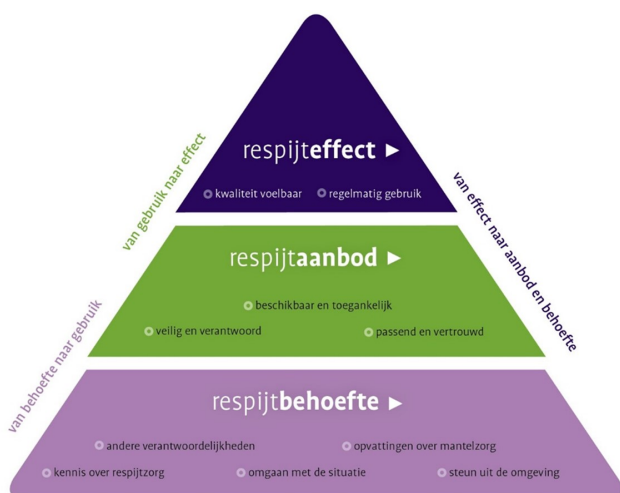 respijteffect ►
kwaliteit voelbaar
regelmatig gebruik
van gebruik naar effect
van effect naar aanbod en behoefte
respijtaanbod ►
beschikbaar en toegankelijk
veilig en verantwoord
passend en vertrouwd
van behoefte naar gebruik
respijtbehoefte ►
andere verantwoordelijkheden
opvattingen over mantelzorg
kennis over respijtzorg
omgaan met de situatie
steun uit de omgeving